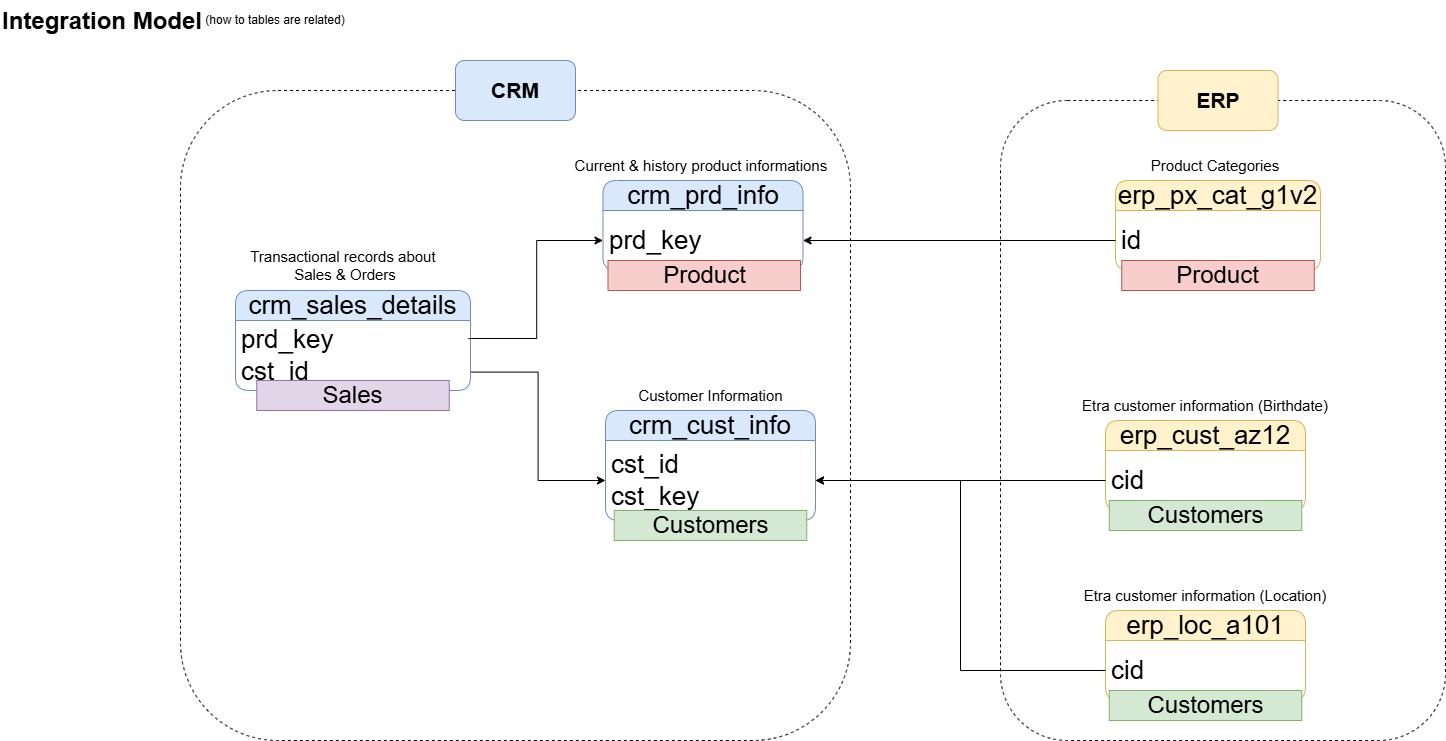 Integration Model (how to tables are related)
CRM
ERP
Current & history product informations
crm_prd_info
prd_key
Product
Product Categories
erp_px_cat_g1v2
id
Product
Transactional records about
Sales & Orders
crm_sales_details
prd_key
cst_id
Sales
Customer Information
crm_cust_info
cst_id
cst_key
Customers
Etra customer information (Birthdate)
erp_cust_az12
cid
Customers
Etra customer information (Location)
erp_loc_a101
cid
Customers